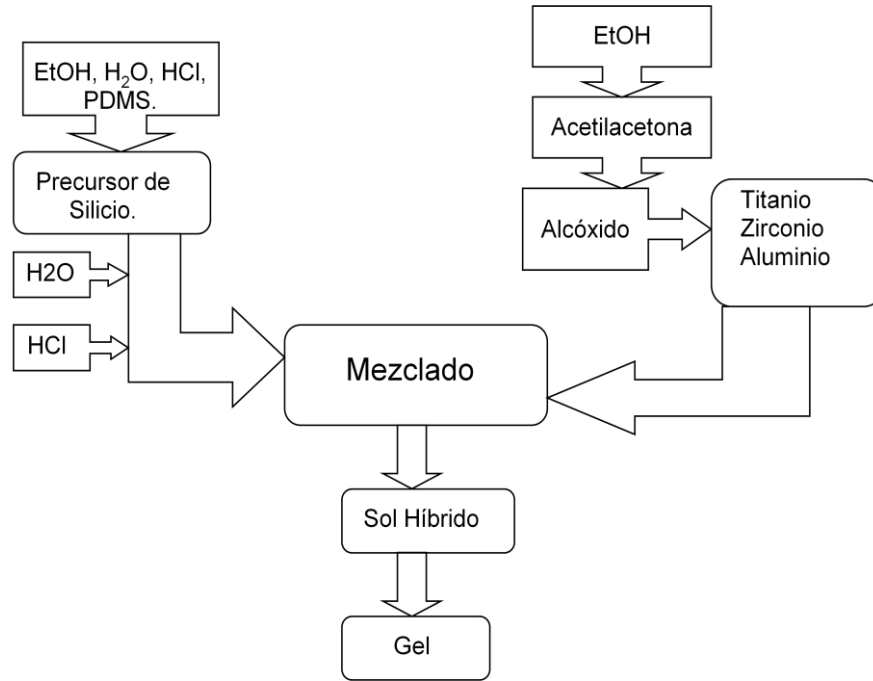 EtOH, H₂O, HCl,
PDMS.
Precursor de
Silicio.
H2O
HCl
EtOH
Acetilacetona
Alcóxido
Titanio
Zirconio
Aluminio
Mezclado
Sol Híbrido
Gel